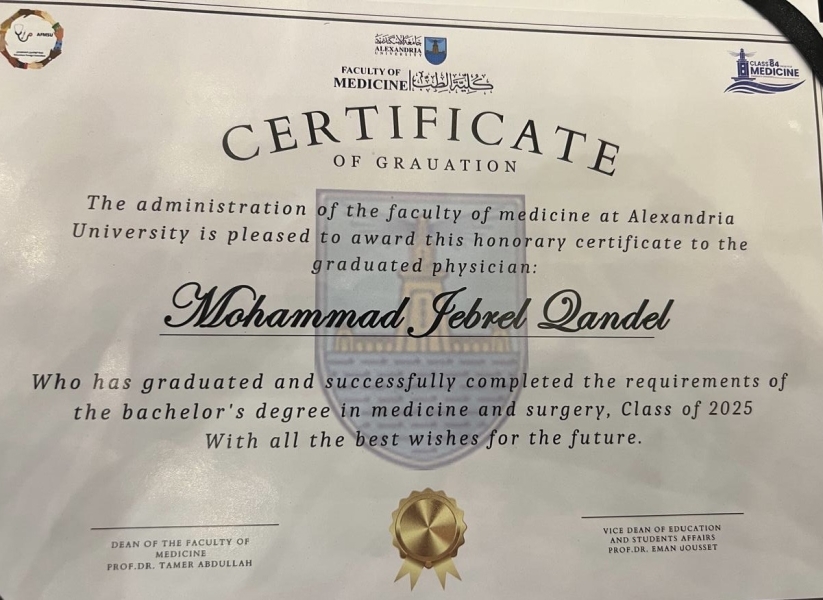 AFMSU
جامعة الإسكندرية
ALEXANDRIA
UNIVERSITY
FACULTY OF
MEDICINE
كلية الطب
CLASS 84
MEDICINE
CERTIFICATE
OF GRAUATION
The administration of the faculty of medicine at Alexandria
University is pleased to award this honorary certificate to the
graduated physician:
Mohammad Jebrel Qandel
Who has graduated and successfully completed the requirements of
the bachelor's degree in medicine and surgery, Class of 2025
With all the best wishes for the future.
DEAN OF THE FACULTY OF
MEDICINE
PROF.DR. TAMER ABDULLAH
VICE DEAN OF EDUCATION
AND STUDENTS AFFAIRS
PROF.DR. EMAN UOUSSET